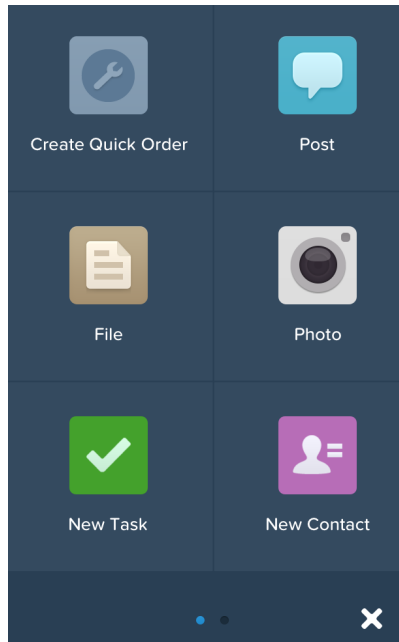 Create Quick Order
Post
File
Photo
New Task
New Contact